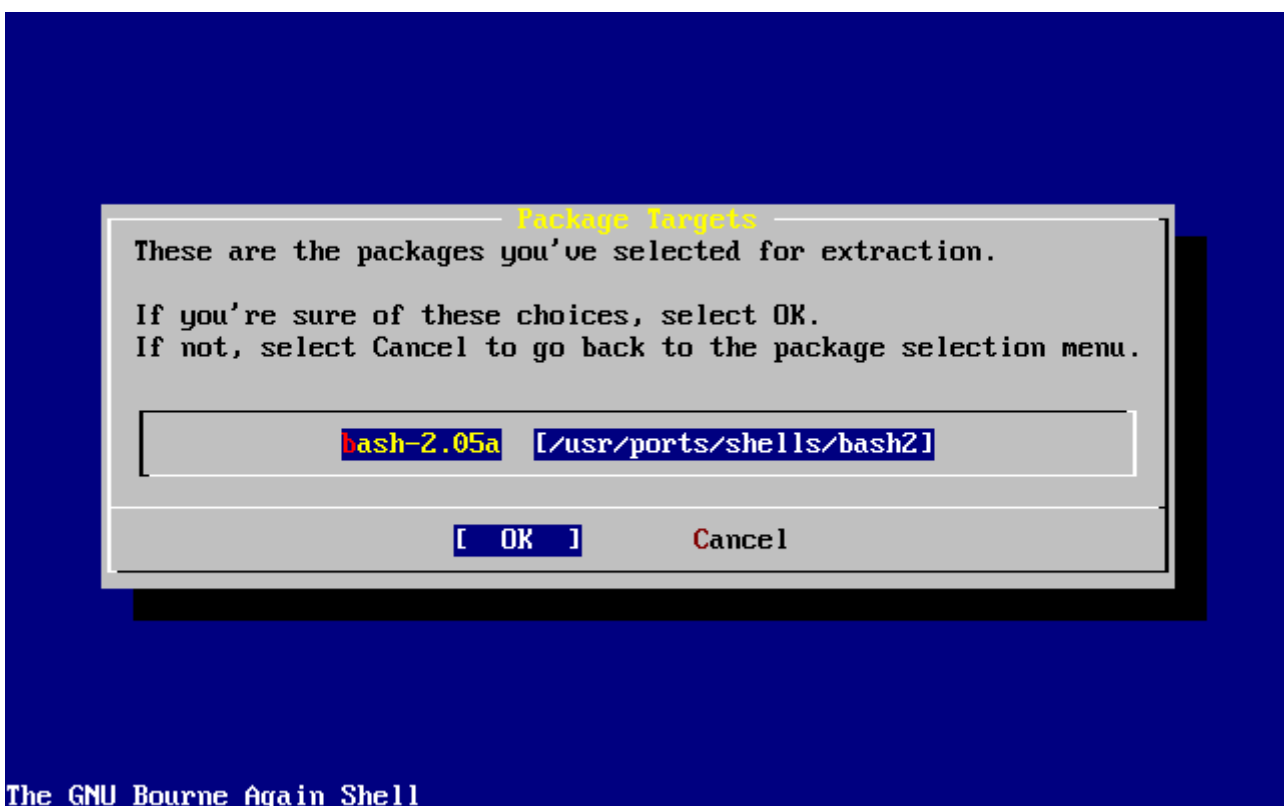 Package Targets
These are the packages you've selected for extraction.
If you're sure of these choices, select OK.
If not, select Cancel to go back to the package selection menu.
bash-2.05a [/usr/ports/shells/bash2]
[ OK ] Cancel
The GNU Bourne Again Shell